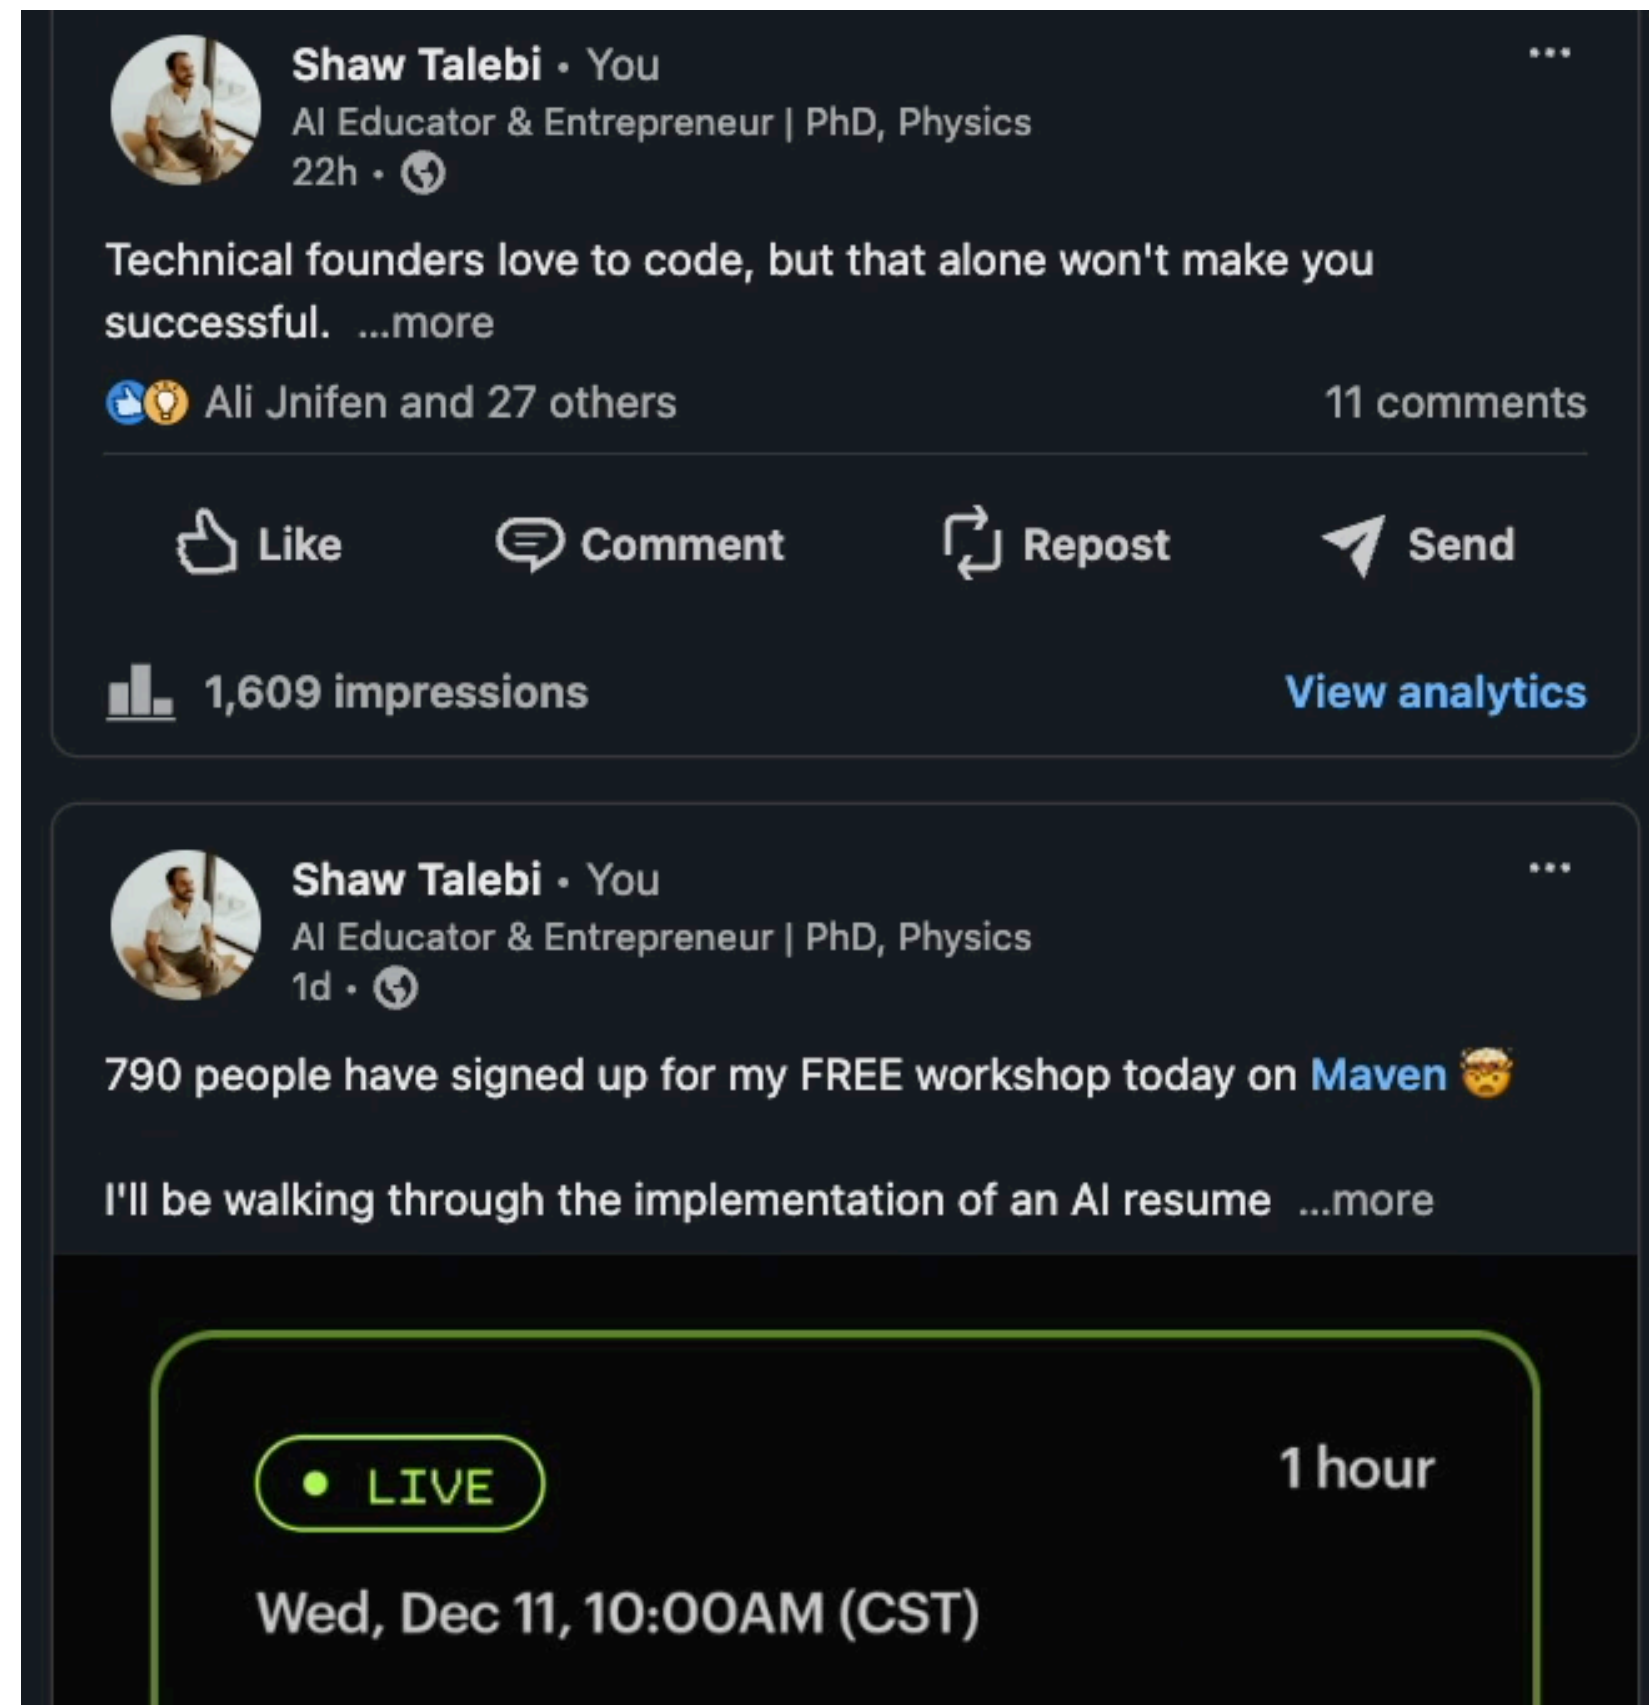 Shaw Talebi • You
AI Educator & Entrepreneur | PhD, Physics
22h •
Technical founders love to code, but that alone won't make you
successful. ...more
Ali Jnifen and 27 others 11 comments
Like Comment Repost Send
1,609 impressions View analytics
Shaw Talebi • You
AI Educator & Entrepreneur | PhD, Physics
1d •
790 people have signed up for my FREE workshop today on Maven 🤯
I'll be walking through the implementation of an AI resume ...more
• LIVE 1 hour
Wed, Dec 11, 10:00AM (CST)